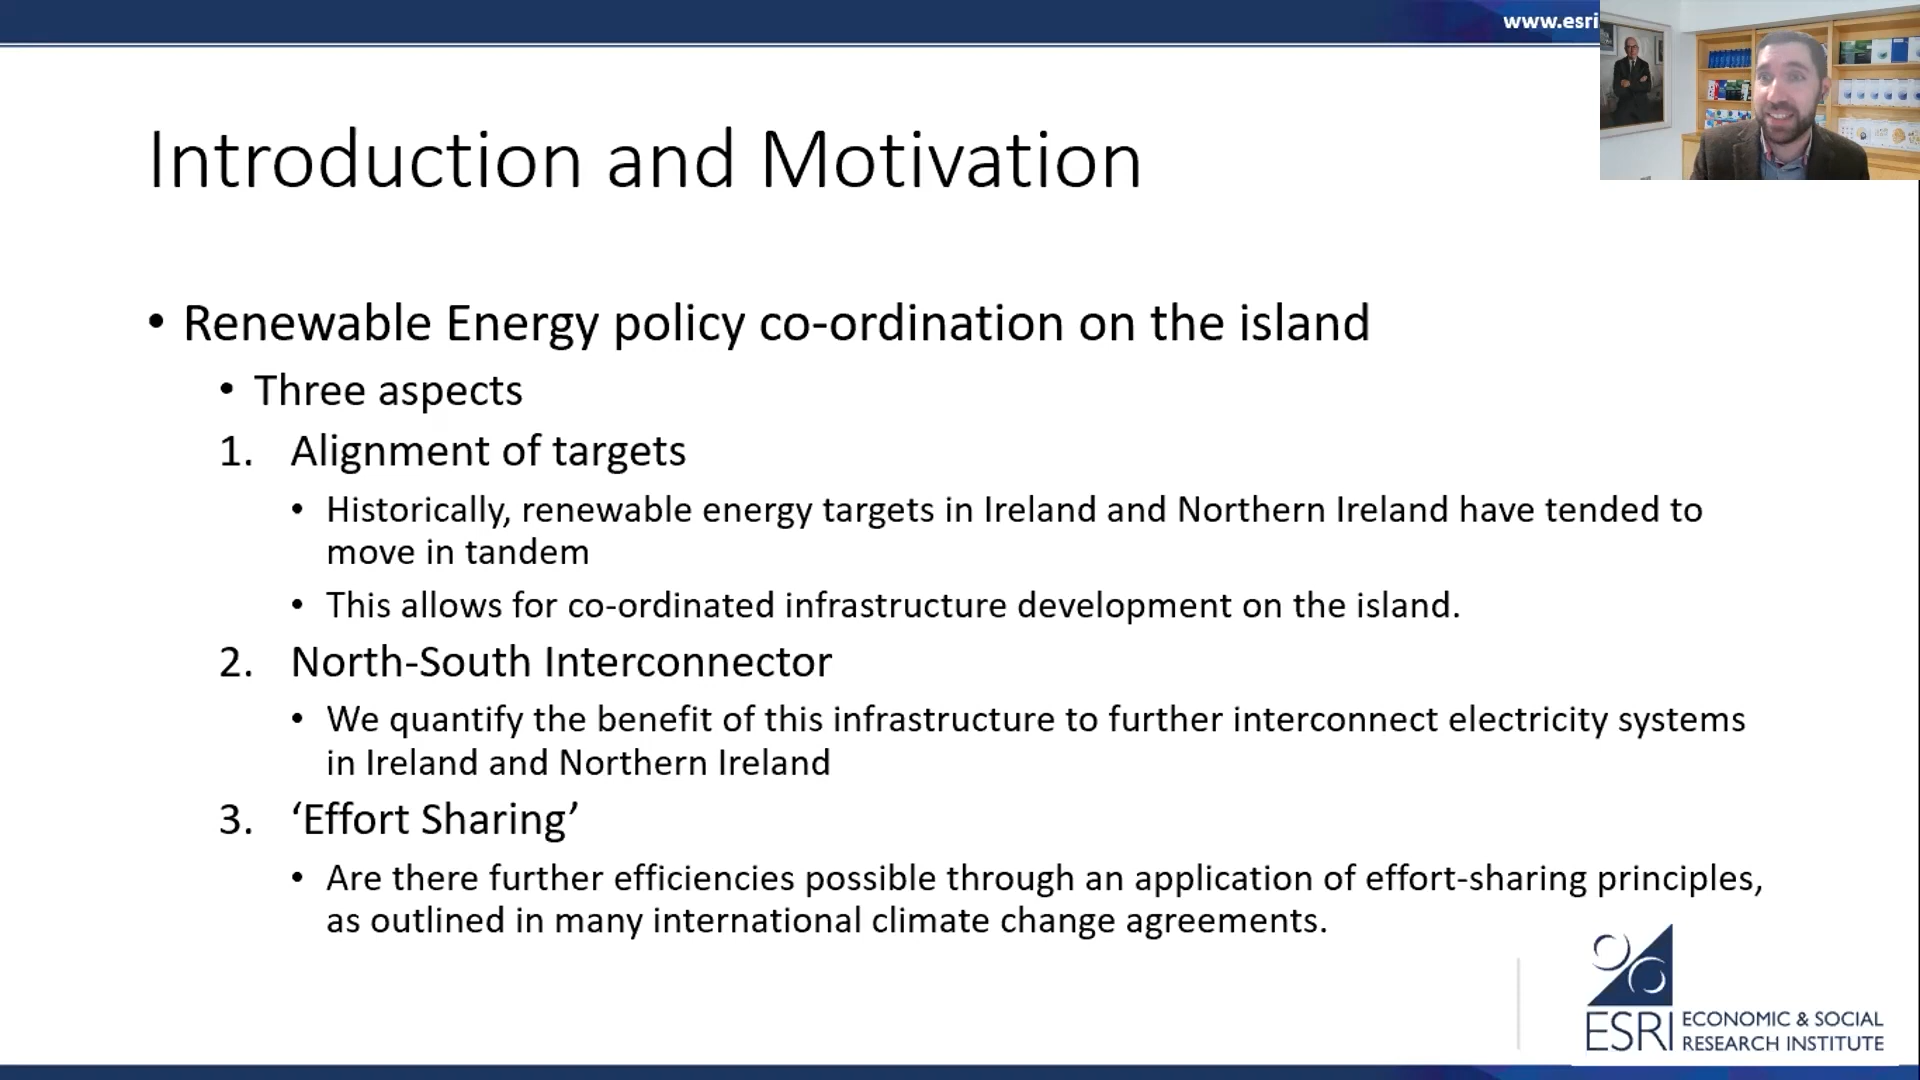 www.esri
Introduction and Motivation
• Renewable Energy policy co-ordination on the island
• Three aspects
1. Alignment of targets
• Historically, renewable energy targets in Ireland and Northern Ireland have tended to
move in tandem
• This allows for co-ordinated infrastructure development on the island.
2. North-South Interconnector
• We quantify the benefit of this infrastructure to further interconnect electricity systems
in Ireland and Northern Ireland
3. ‘Effort Sharing’
• Are there further efficiencies possible through an application of effort-sharing principles,
as outlined in many international climate change agreements.
ESRI ECONOMIC & SOCIAL
RESEARCH INSTITUTE